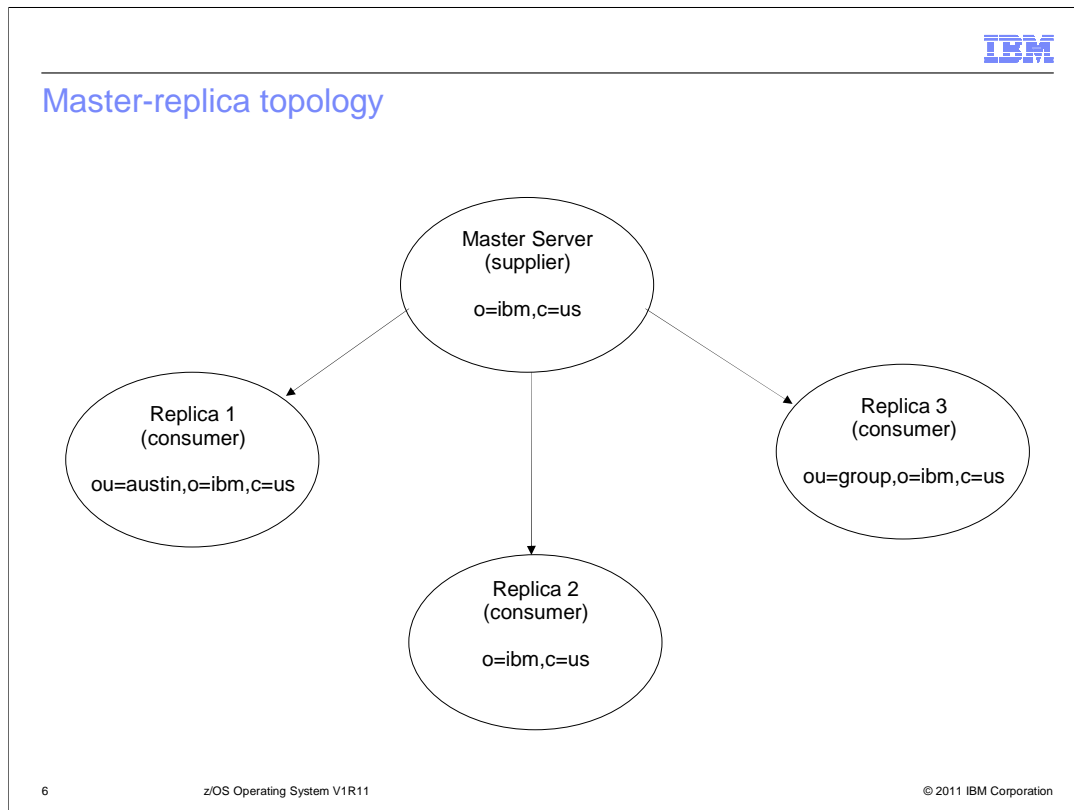 IBM
Master-replica topology
Master Server
(supplier)
o=ibm,c=us
Replica 1
(consumer)
ou=austin,o=ibm,c=us
Replica 3
(consumer)
ou=group,o=ibm,c=us
Replica 2
(consumer)
o=ibm,c=us
6 z/OS Operating System V1R11 © 2011 IBM Corporation